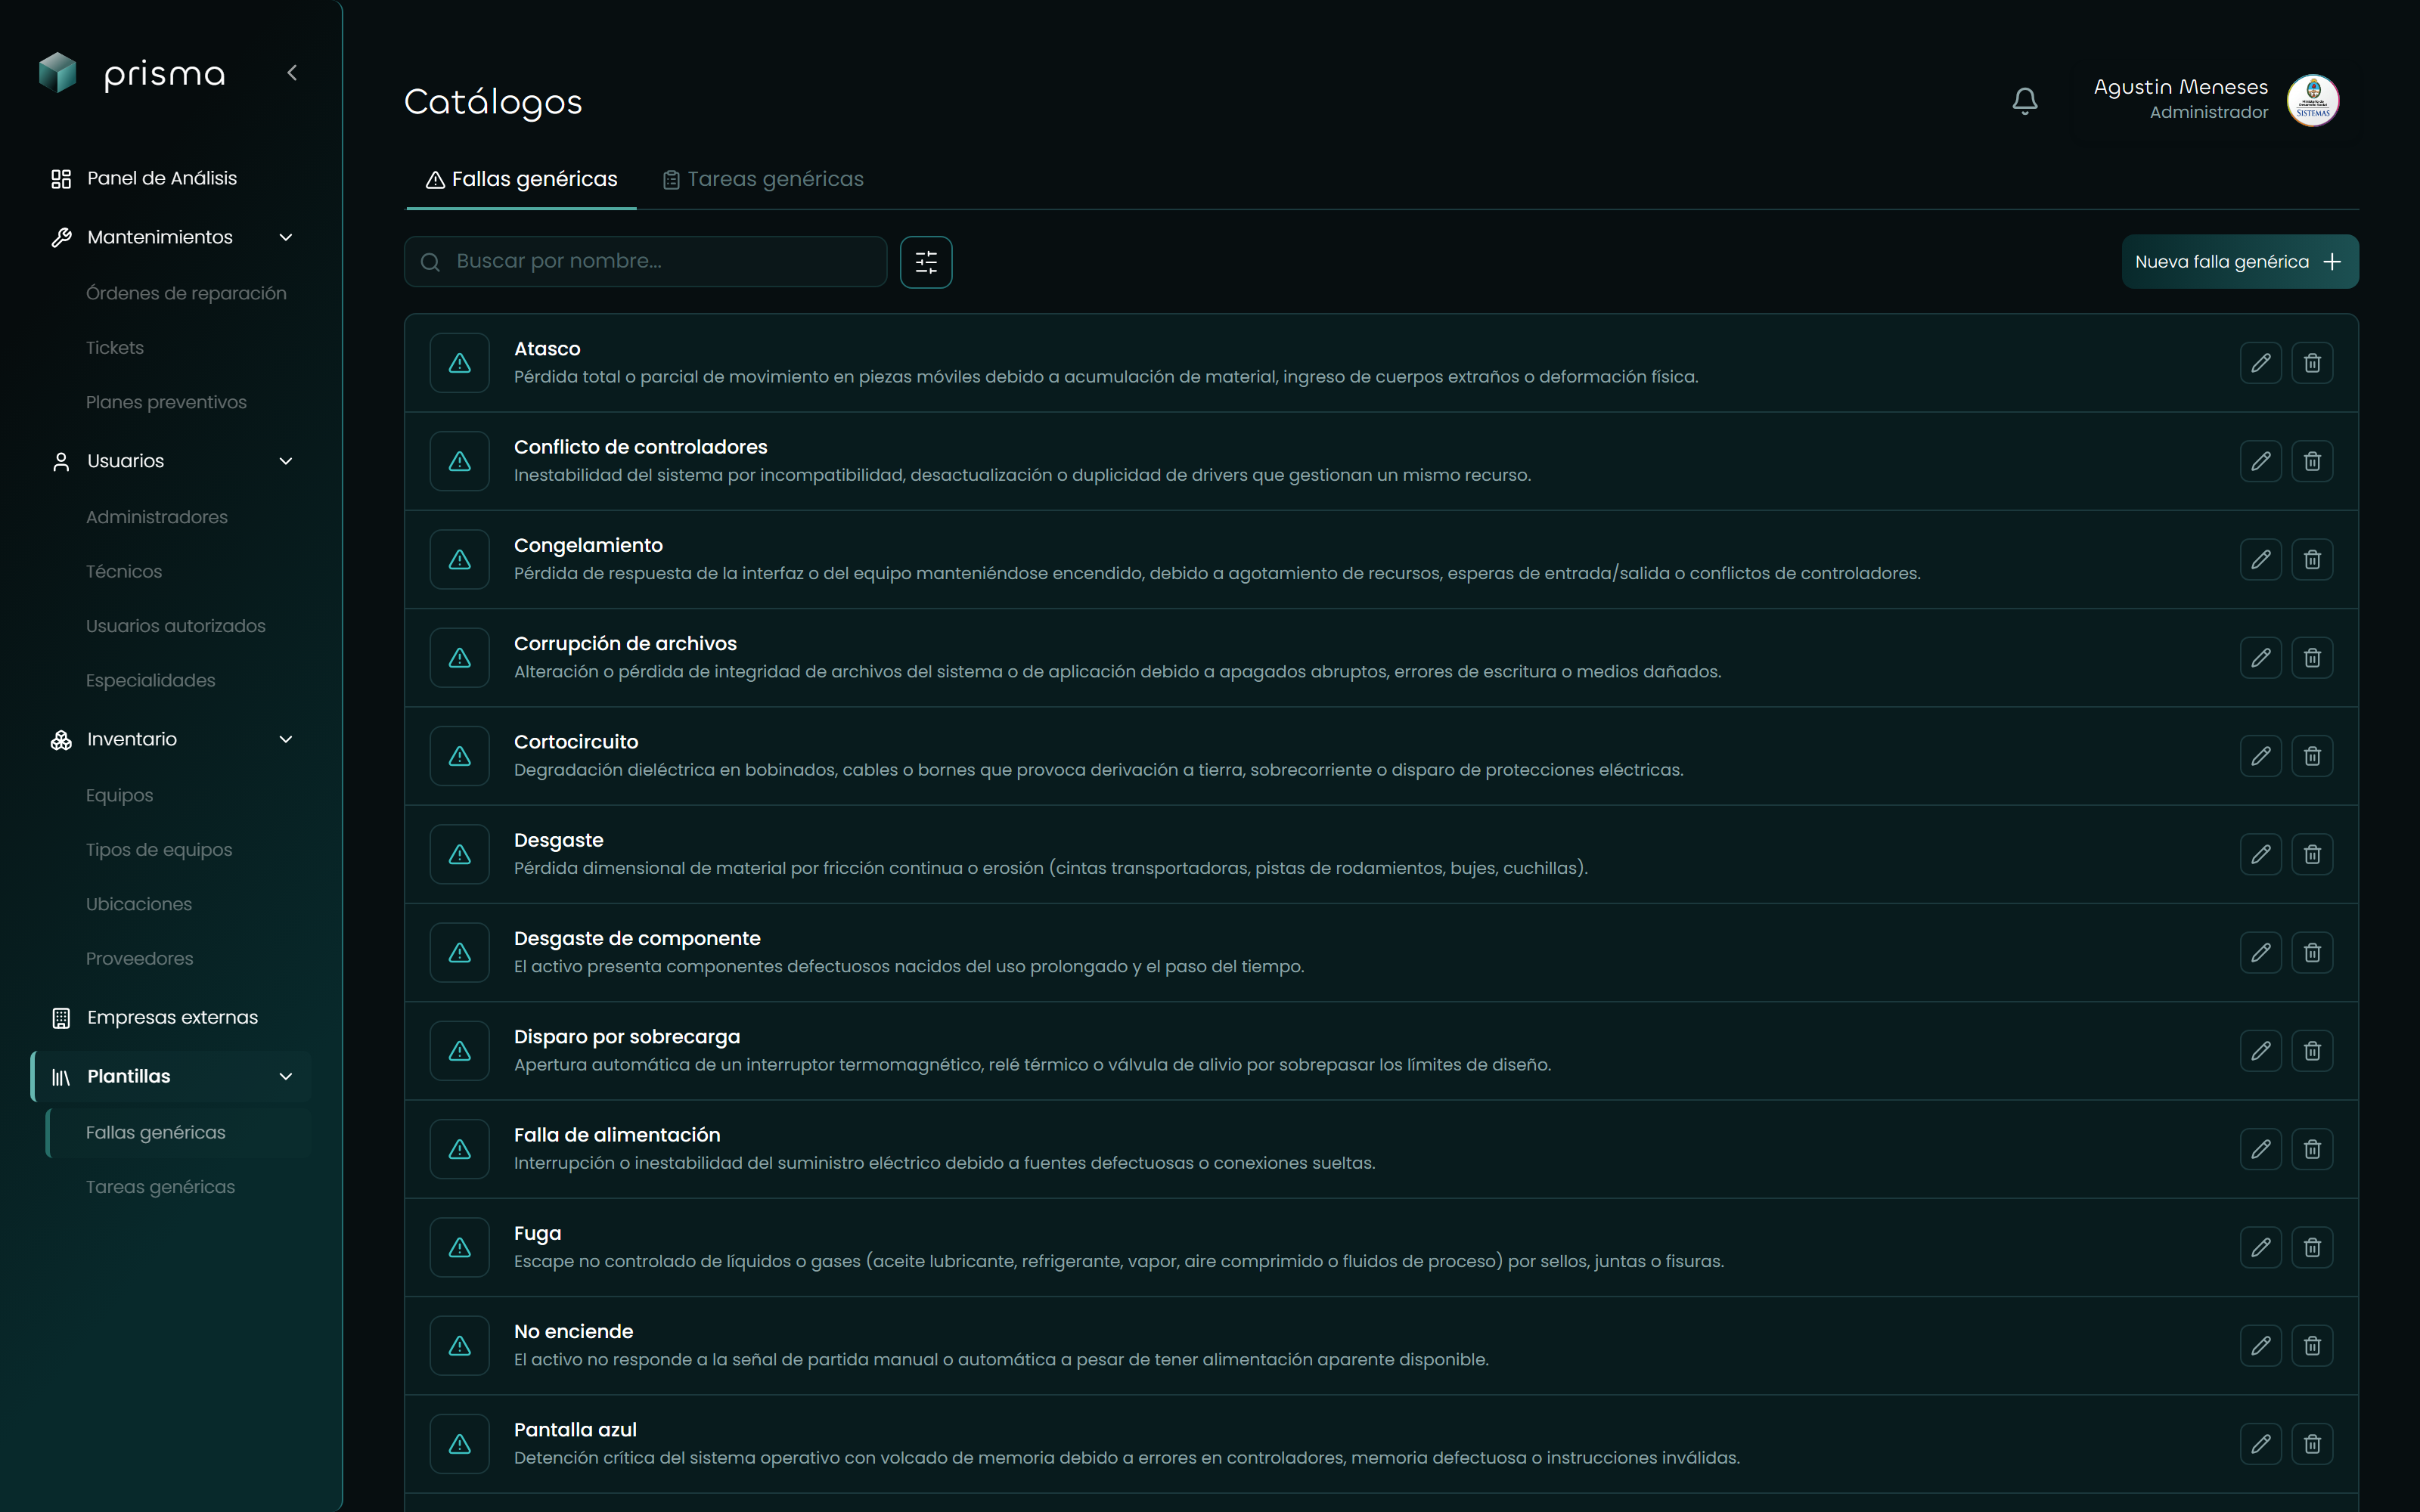 prisma
Panel de Análisis
Mantenimientos
Órdenes de reparación
Tickets
Planes preventivos
Usuarios
Administradores
Técnicos
Usuarios autorizados
Especialidades
Inventario
Equipos
Tipos de equipos
Ubicaciones
Proveedores
Empresas externas
Plantillas
Fallas genéricas
Tareas genéricas
Catálogos
Agustin Meneses
Administrador
SISTEMAS
Fallas genéricas
Tareas genéricas
Buscar por nombre...
Nueva falla genérica
Atasco
Pérdida total o parcial de movimiento en piezas móviles debido a acumulación de material, ingreso de cuerpos extraños o deformación física.
Conflicto de controladores
Inestabilidad del sistema por incompatibilidad, desactualización o duplicidad de drivers que gestionan un mismo recurso.
Congelamiento
Pérdida de respuesta de la interfaz o del equipo manteniéndose encendido, debido a agotamiento de recursos, esperas de entrada/salida o conflictos de controladores.
Corrupción de archivos
Alteración o pérdida de integridad de archivos del sistema o de aplicación debido a apagados abruptos, errores de escritura o medios dañados.
Cortocircuito
Degradación dieléctrica en bobinados, cables o bornes que provoca derivación a tierra, sobrecorriente o disparo de protecciones eléctricas.
Desgaste
Pérdida dimensional de material por fricción continua o erosión (cintas transportadoras, pistas de rodamientos, bujes, cuchillas).
Desgaste de componente
El activo presenta componentes defectuosos nacidos del uso prolongado y el paso del tiempo.
Disparo por sobrecarga
Apertura automática de un interruptor termomagnético, relé térmico o válvula de alivio por sobrepasar los límites de diseño.
Falla de alimentación
Interrupción o inestabilidad del suministro eléctrico debido a fuentes defectuosas o conexiones sueltas.
Fuga
Escape no controlado de líquidos o gases (aceite lubricante, refrigerante, vapor, aire comprimido o fluidos de proceso) por sellos, juntas o fisuras.
No enciende
El activo no responde a la señal de partida manual o automática a pesar de tener alimentación aparente disponible.
Pantalla azul
Detención crítica del sistema operativo con volcado de memoria debido a errores en controladores, memoria defectuosa o instrucciones inválidas.